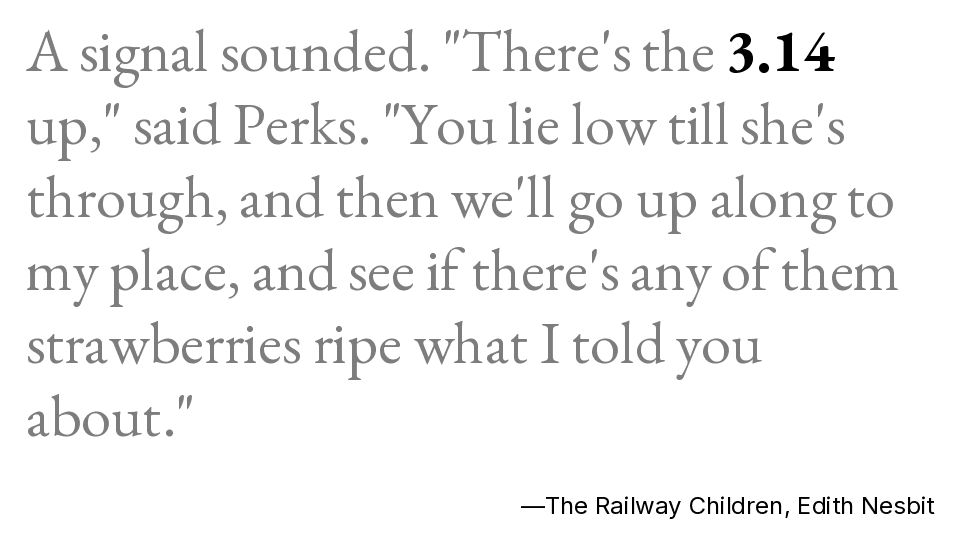 A signal sounded. "There's the 3.14
up," said Perks. "You lie low till she's
through, and then we'll go up along to
my place, and see if there's any of them
strawberries ripe what I told you
about."
—The Railway Children, Edith Nesbit